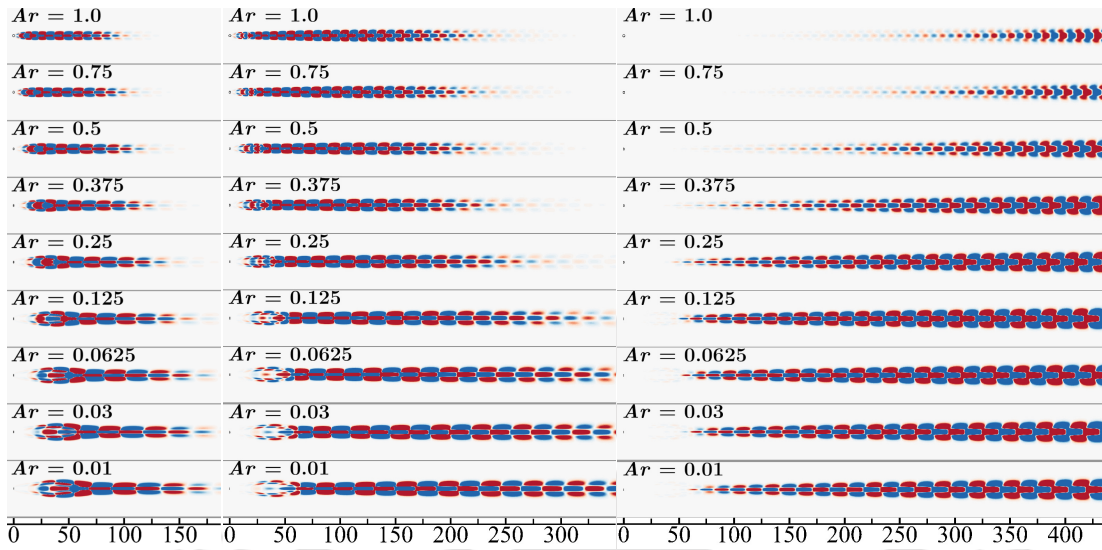 Ar = 1.0 Ar = 1.0 Ar = 1.0
Ar = 0.75 Ar = 0.75 Ar = 0.75
Ar = 0.5 Ar = 0.5 Ar = 0.5
Ar = 0.375 Ar = 0.375 Ar = 0.375
Ar = 0.25 Ar = 0.25 Ar = 0.25
Ar = 0.125 Ar = 0.125 Ar = 0.125
Ar = 0.0625 Ar = 0.0625 Ar = 0.0625
Ar = 0.03 Ar = 0.03 Ar = 0.03
Ar = 0.01 Ar = 0.01 Ar = 0.01
0 50 100 150 0 50 100 150 200 250 300 0 50 100 150 200 250 300 350 400